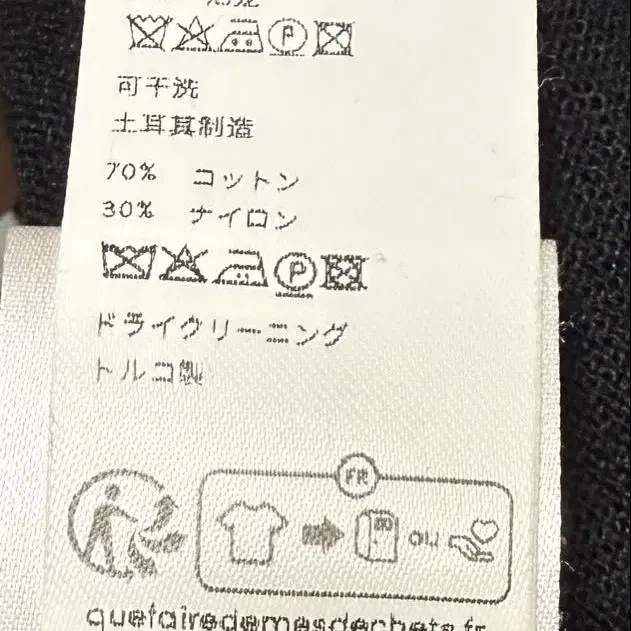 可干洗
土耳其制造
70% コットン
30% ナイロン
P
ドライクリーニング
トルコ製
FR
OU
quefairedemesdechets.fr